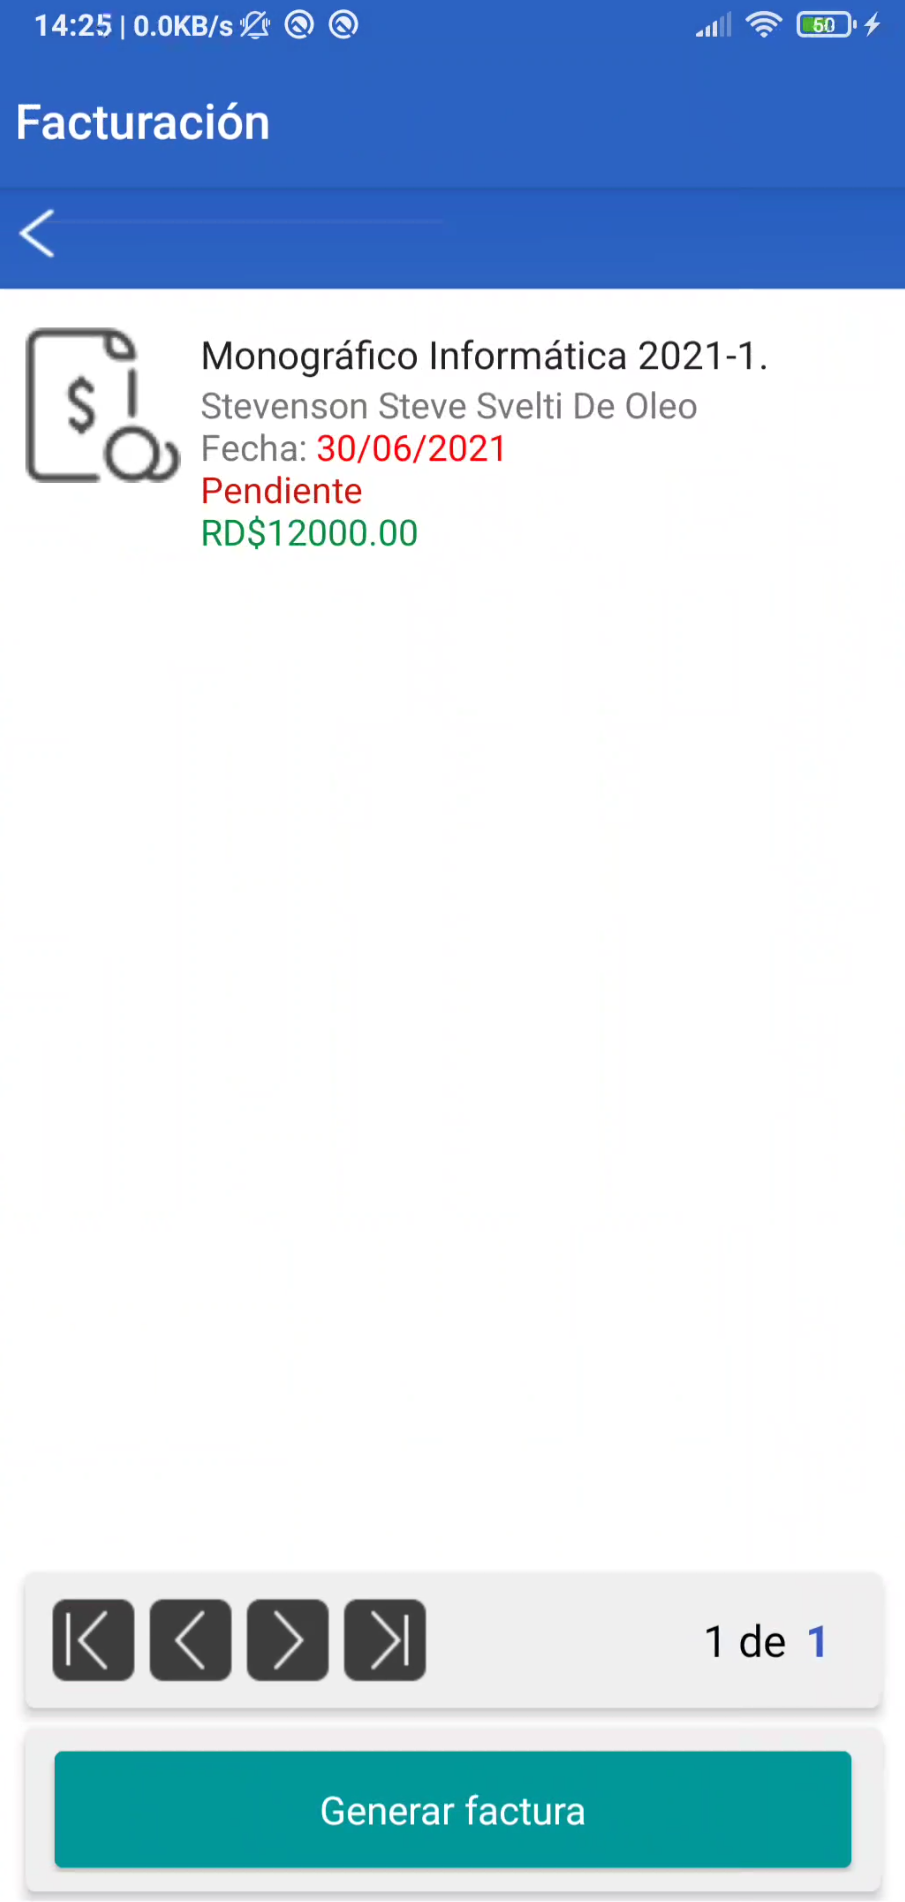 14:25 | 0.0KB/s
50
Facturación
$
Monográfico Informática 2021-1.
Stevenson Steve Svelti De Oleo
Fecha: 30/06/2021
Pendiente
RD$12000.00
1 de 1
Generar factura